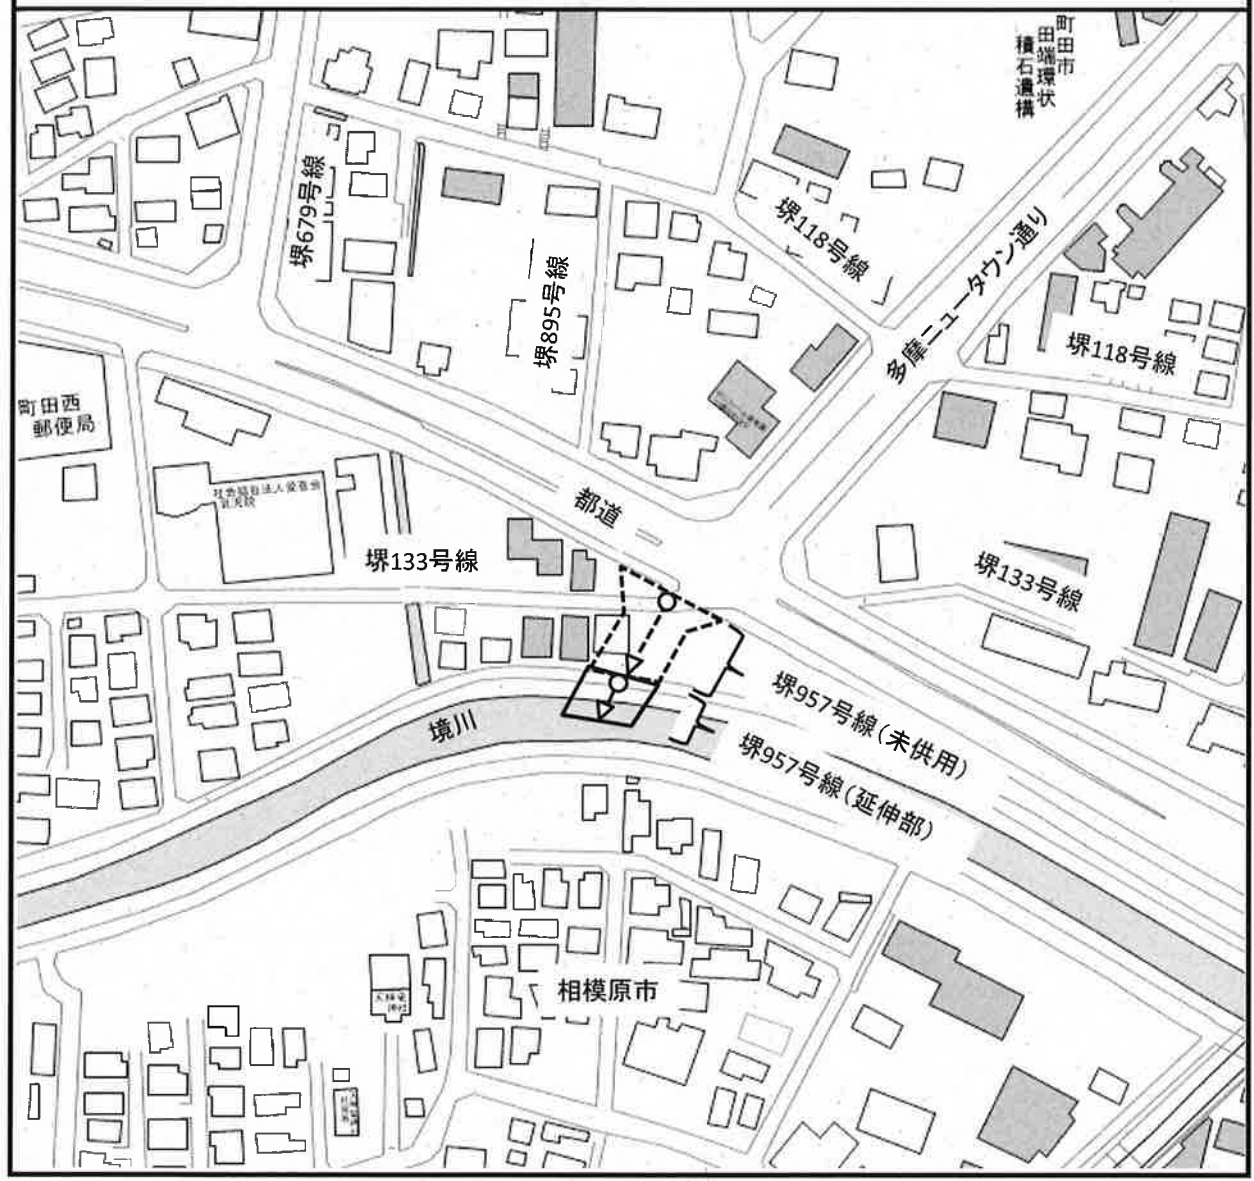 町田市
田端環状
積石遺構
堺679号線
堺118号線
多摩ニュータウン通り
堺895号線
堺118号線
町田西
郵便局
都道
堺133号線
堺133号線
境川
堺957号線(未供用)
堺957号線(延伸部)
相模原市